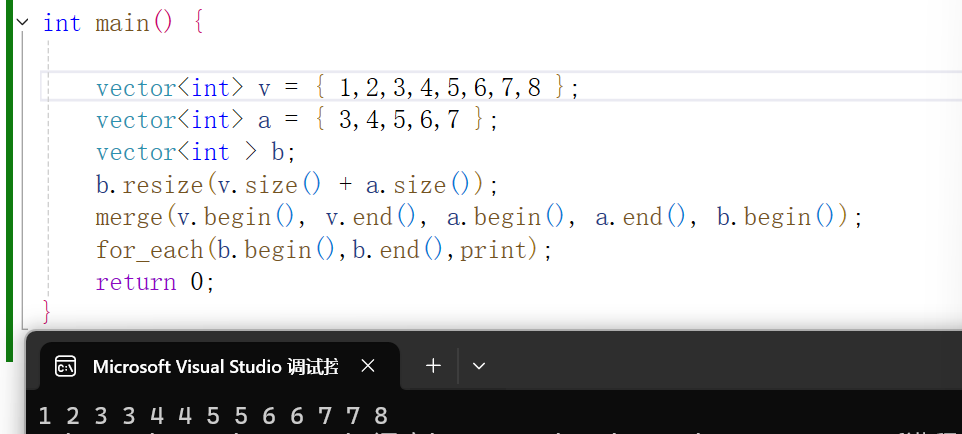 int main() {
vector<int> v = { 1,2,3,4,5,6,7,8 };
vector<int> a = { 3,4,5,6,7 };
vector<int > b;
b.resize(v.size() + a.size());
merge(v.begin(), v.end(), a.begin(), a.end(), b.begin());
for_each(b.begin(),b.end(),print);
return 0;
}
Microsoft Visual Studio 调试控
1 2 3 3 4 4 5 5 6 6 7 7 8